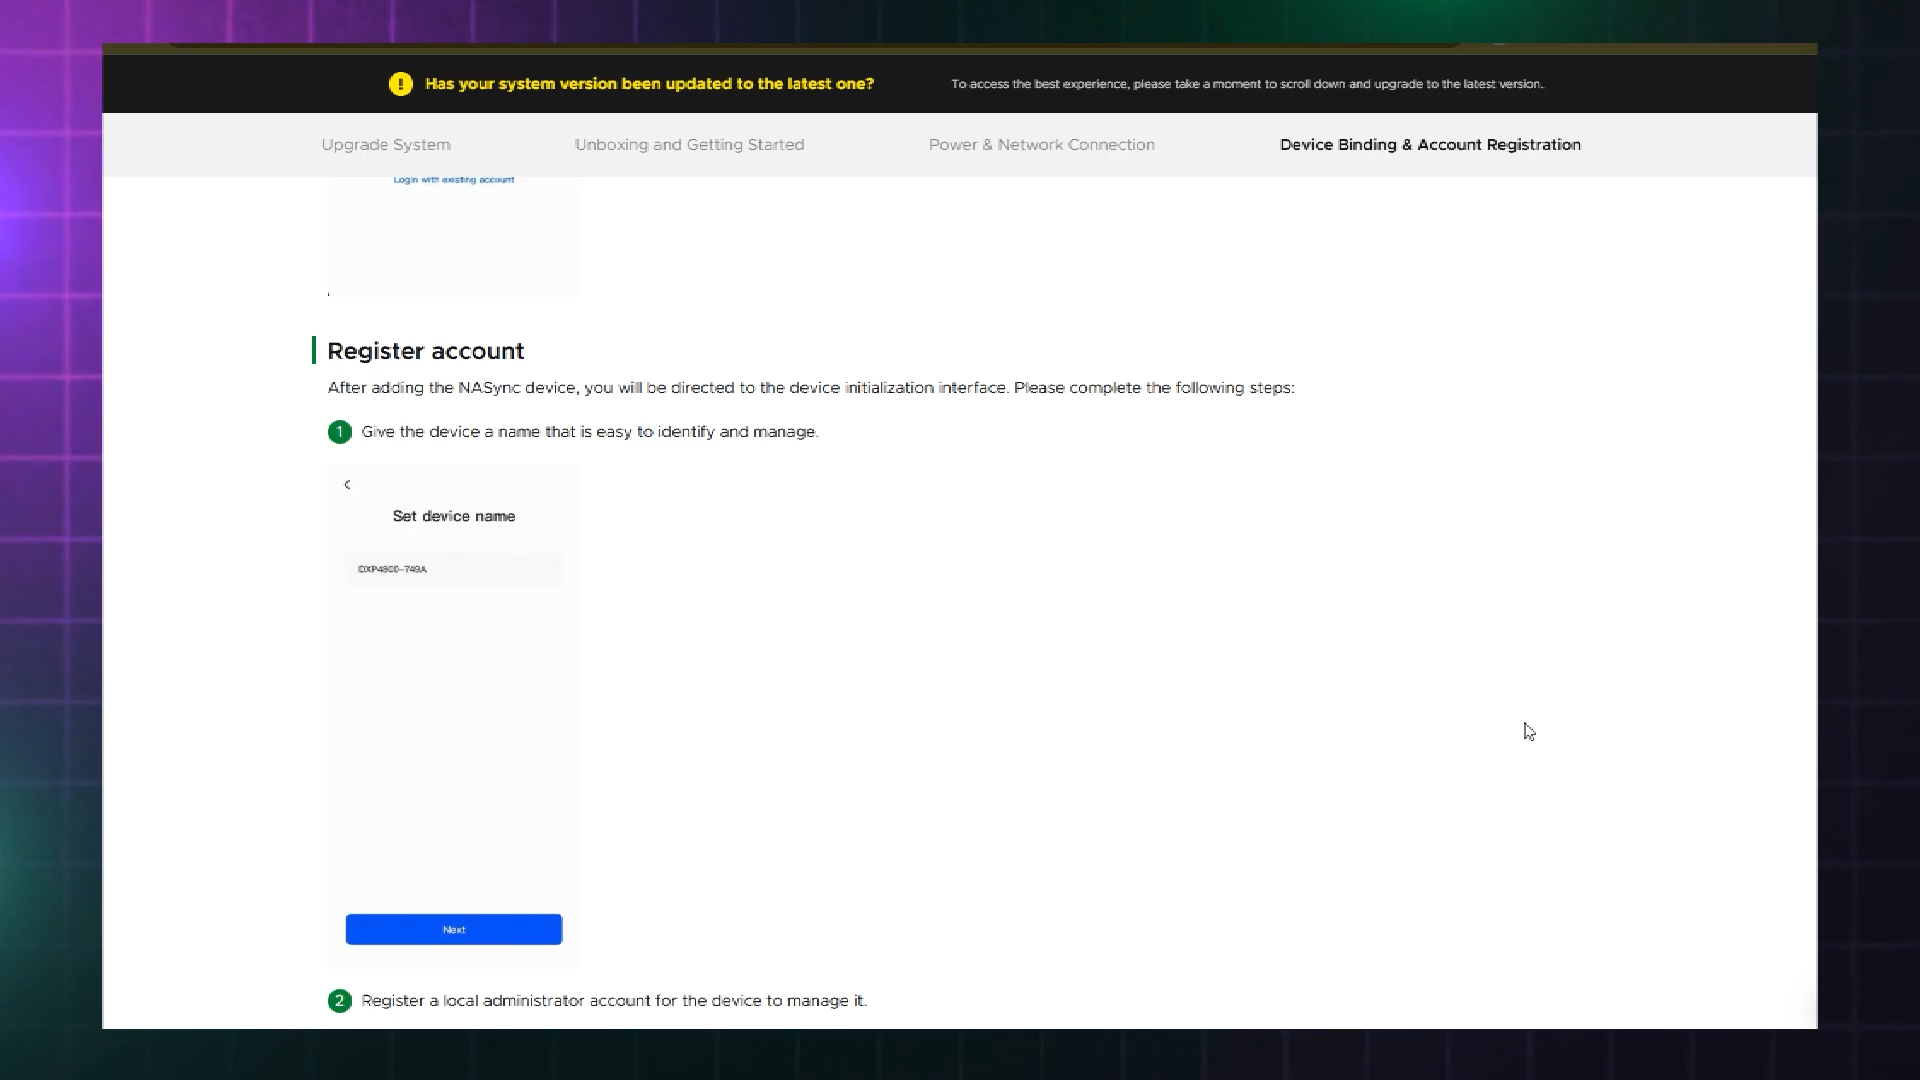 ! Has your system version been updated to the latest one? To access the best experience, please take a moment to scroll down and upgrade to the latest version.
Upgrade System Unboxing and Getting Started Power & Network Connection Device Binding & Account Registration
Login with existing account
Register account
After adding the NASync device, you will be directed to the device initialization interface. Please complete the following steps:
1 Give the device a name that is easy to identify and manage.
Set device name
DXP4800-749A
Next
2 Register a local administrator account for the device to manage it.